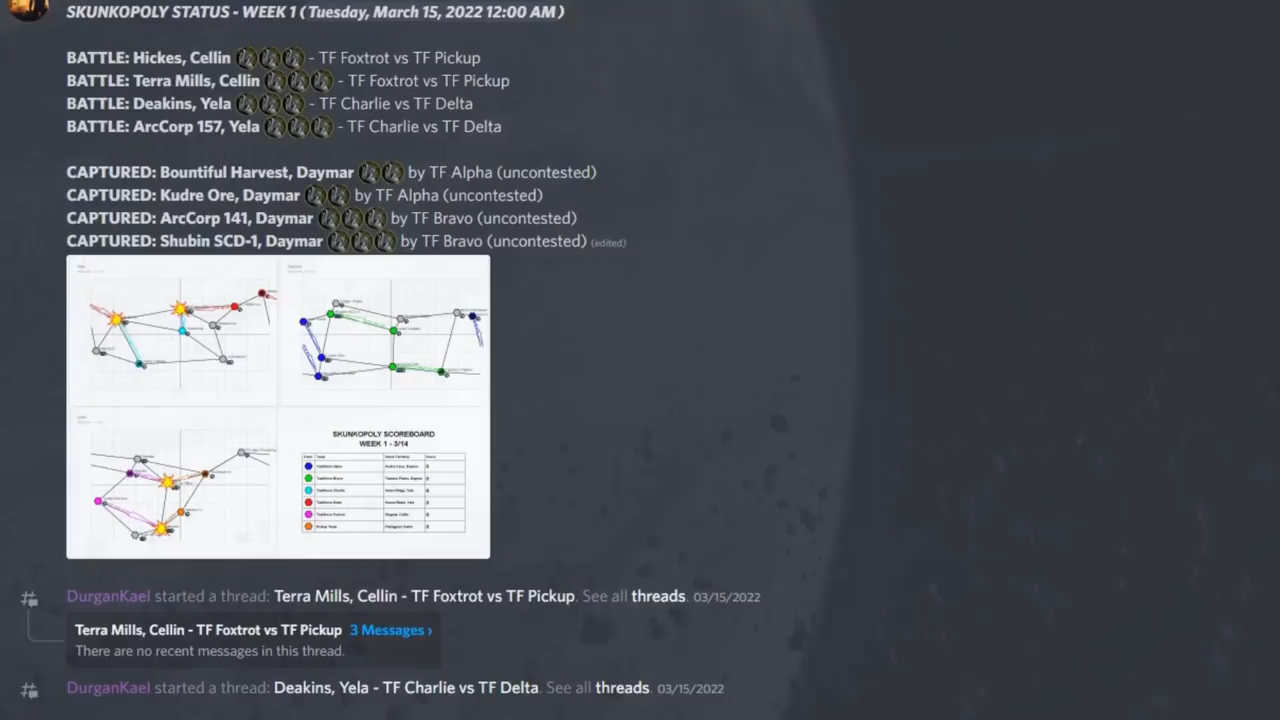 SKUNKOPOLY STATUS - WEEK 1 ( Tuesday, March 15, 2022 12:00 AM )
BATTLE: Hickes, Cellin - TF Foxtrot vs TF Pickup
BATTLE: Terra Mills, Cellin - TF Foxtrot vs TF Pickup
BATTLE: Deakins, Yela - TF Charlie vs TF Delta
BATTLE: ArcCorp 157, Yela - TF Charlie vs TF Delta
CAPTURED: Bountiful Harvest, Daymar by TF Alpha (uncontested)
CAPTURED: Kudre Ore, Daymar by TF Alpha (uncontested)
CAPTURED: ArcCorp 141, Daymar by TF Bravo (uncontested)
CAPTURED: Shubin SCD-1, Daymar by TF Bravo (uncontested) (edited)
SKUNKOPOLY SCOREBOARD
WEEK 1 - 3/14
DurganKael started a thread: Terra Mills, Cellin - TF Foxtrot vs TF Pickup. See all threads. 03/15/2022
Terra Mills, Cellin - TF Foxtrot vs TF Pickup 3 Messages ›
There are no recent messages in this thread.
DurganKael started a thread: Deakins, Yela - TF Charlie vs TF Delta. See all threads. 03/15/2022